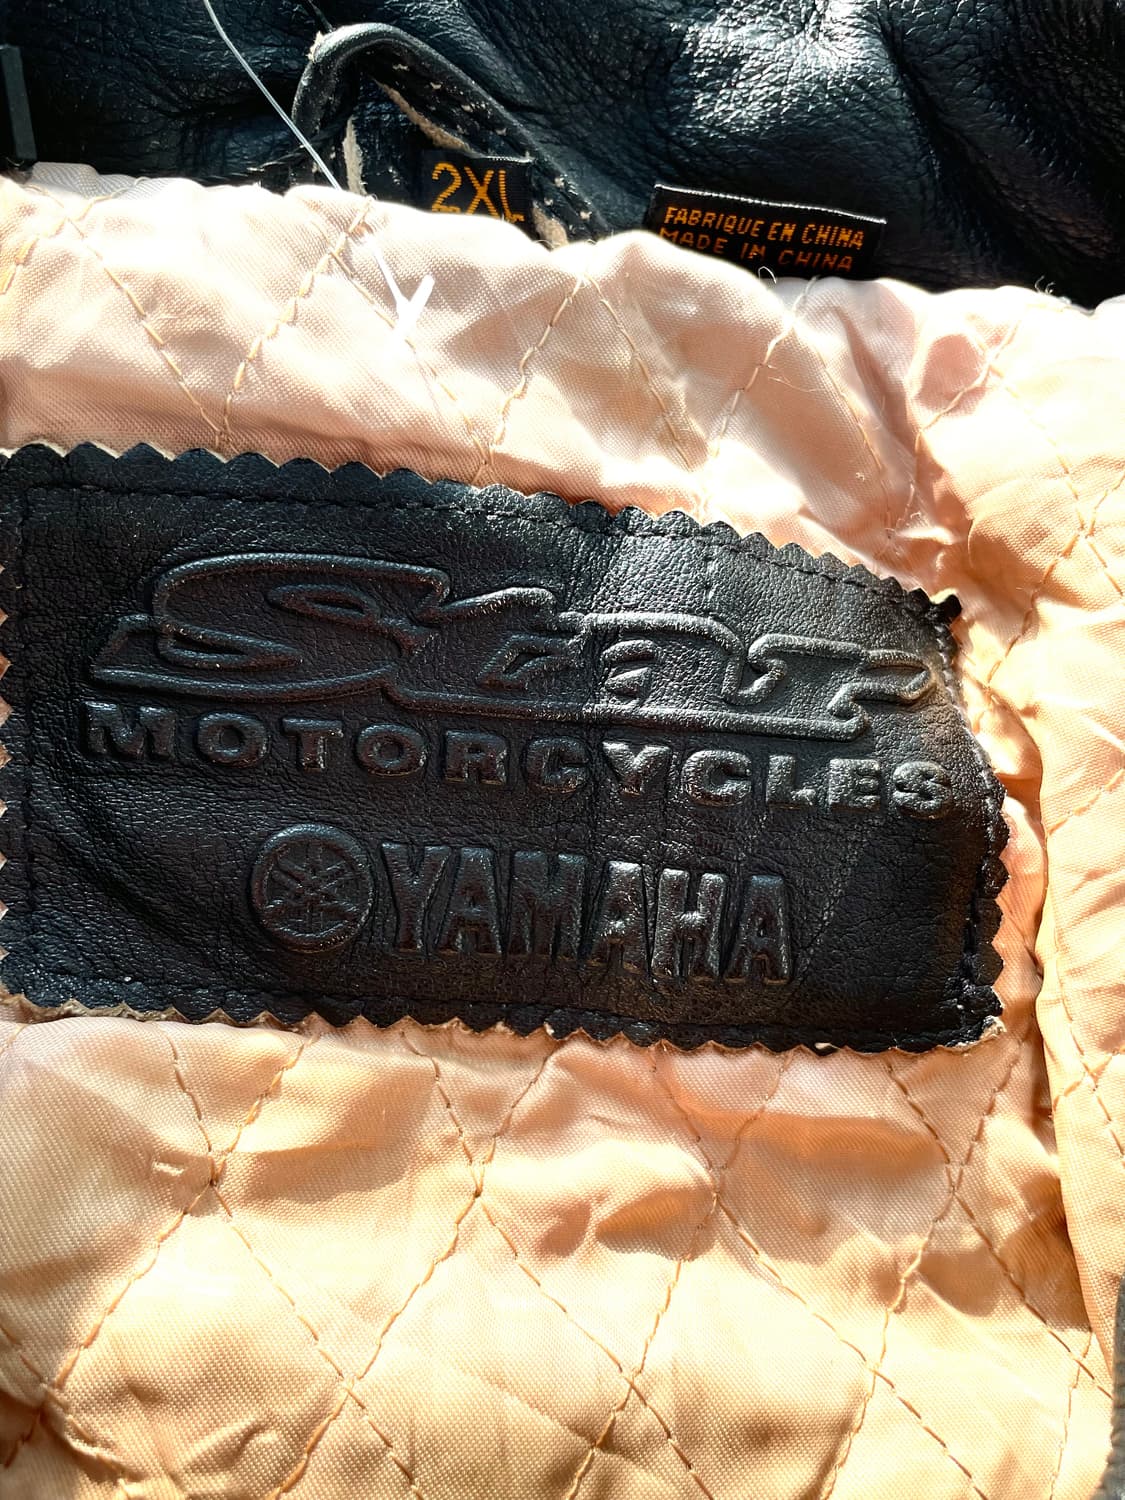 2XL
FABRIQUE EN CHINA
MADE IN CHINA
Star
MOTORCYCLES
YAMAHA